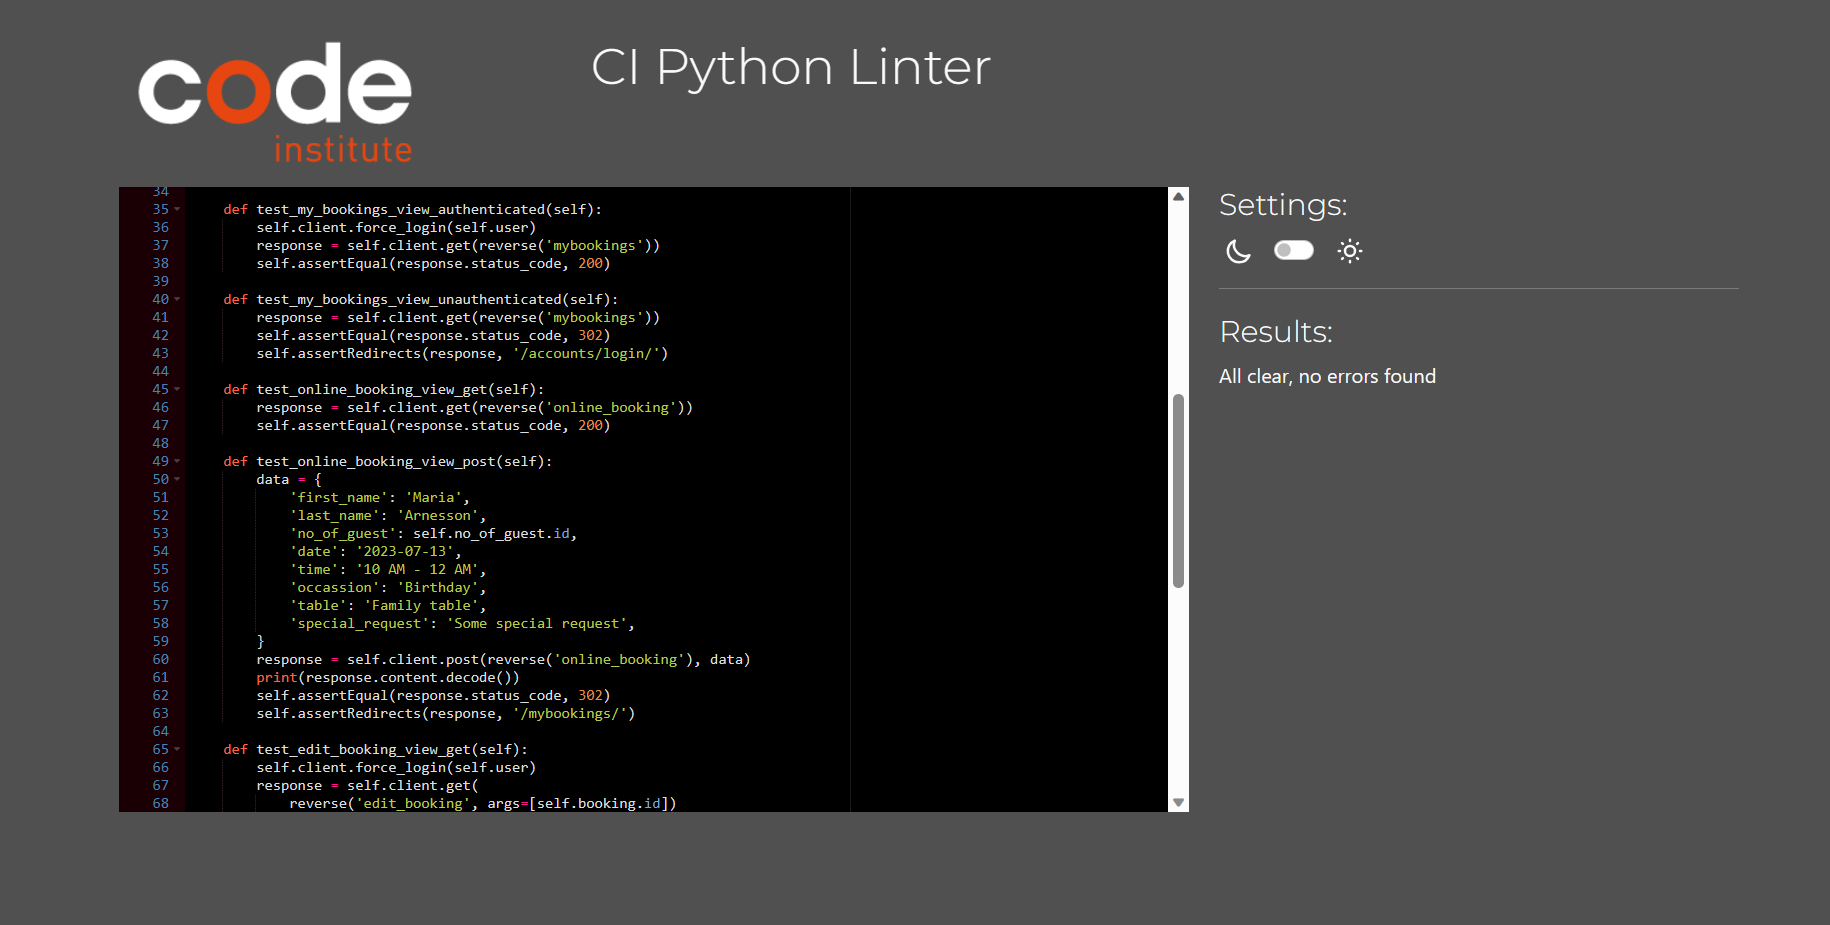 code
institute
CI Python Linter
34
35 def test_my_bookings_view_authenticated(self):
36 self.client.force_login(self.user)
37 response = self.client.get(reverse('mybookings'))
38 self.assertEqual(response.status_code, 200)
39
40 def test_my_bookings_view_unauthenticated(self):
41 response = self.client.get(reverse('mybookings'))
42 self.assertEqual(response.status_code, 302)
43 self.assertRedirects(response, '/accounts/login/')
44
45 def test_online_booking_view_get(self):
46 response = self.client.get(reverse('online_booking'))
47 self.assertEqual(response.status_code, 200)
48
49 def test_online_booking_view_post(self):
50 data = {
51 'first_name': 'Maria',
52 'last_name': 'Arnesson',
53 'no_of_guest': self.no_of_guest.id,
54 'date': '2023-07-13',
55 'time': '10 AM - 12 AM',
56 'occassion': 'Birthday',
57 'table': 'Family table',
58 'special_request': 'Some special request',
59 }
60 response = self.client.post(reverse('online_booking'), data)
61 print(response.content.decode())
62 self.assertEqual(response.status_code, 302)
63 self.assertRedirects(response, '/mybookings/')
64
65 def test_edit_booking_view_get(self):
66 self.client.force_login(self.user)
67 response = self.client.get(
68 reverse('edit_booking', args=[self.booking.id])
Settings:
Results:
All clear, no errors found